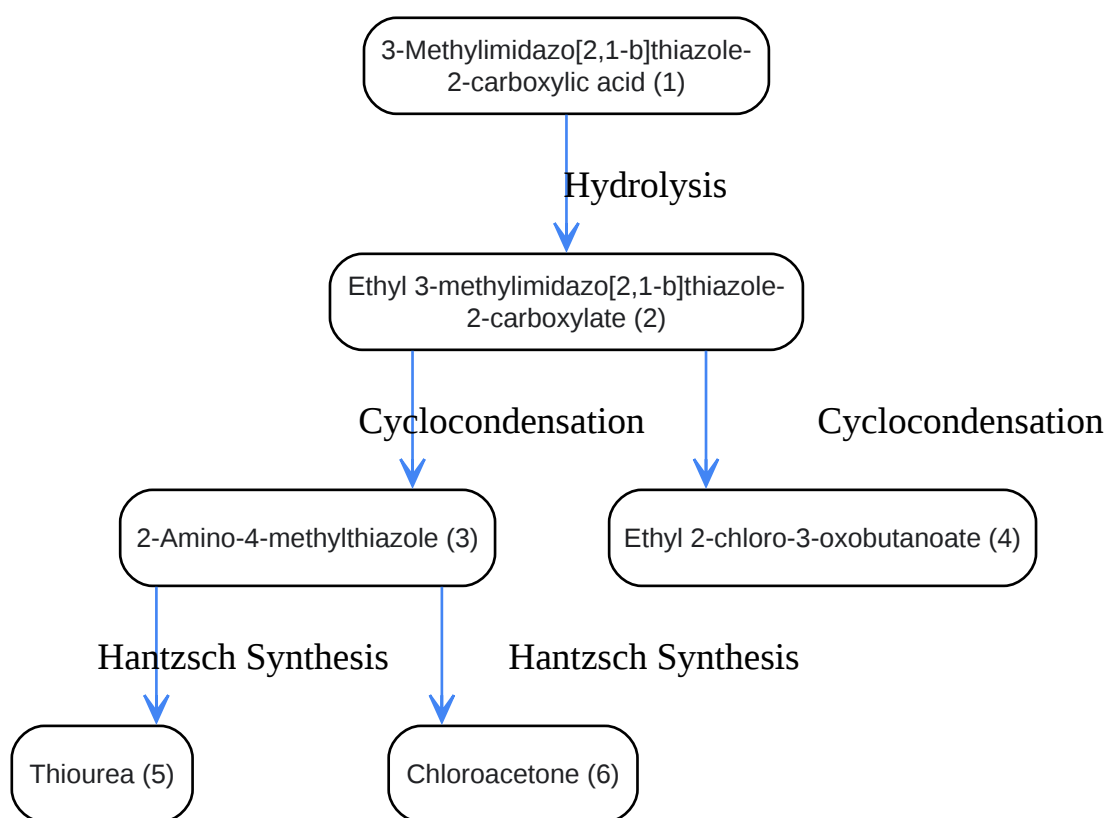 3-Methylimidazo[2,1-b]thiazole-
2-carboxylic acid (1)
Hydrolysis
Ethyl 3-methylimidazo[2,1-b]thiazole-
2-carboxylate (2)
Cyclocondensation
Cyclocondensation
2-Amino-4-methylthiazole (3)
Ethyl 2-chloro-3-oxobutanoate (4)
Hantzsch Synthesis
Hantzsch Synthesis
Thiourea (5)
Chloroacetone (6)